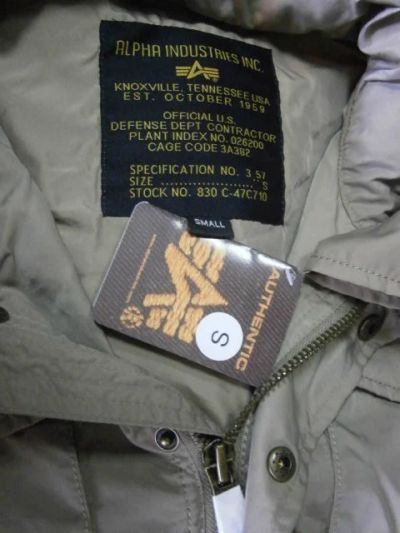 ALPHA INDUSTRIES INC.
KNOXVILLE, TENNESSEE USA
EST. OCTOBER 1959
OFFICIAL U.S.
DEFENSE DEPT CONTRACTOR
PLANT INDEX NO. 026200
CAGE CODE 3A382
SPECIFICATION NO. 3.57
SIZE .................... S
STOCK NO. 830 C-47C710
SMALL
AUTHENTIC
S